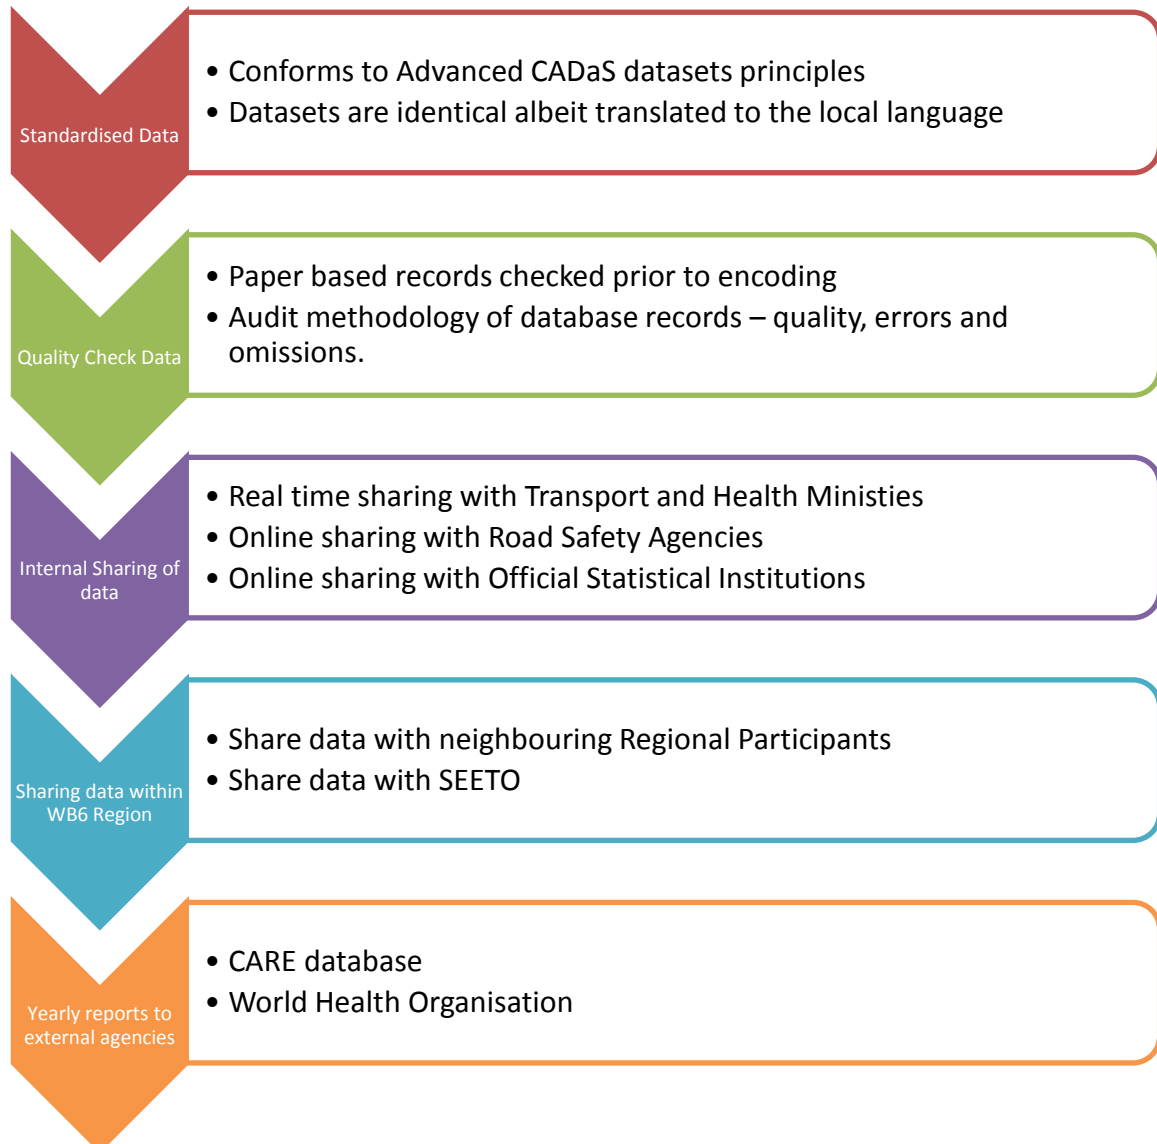 Standardised Data
• Conforms to Advanced CADaS datasets principles
• Datasets are identical albeit translated to the local language
Quality Check Data
• Paper based records checked prior to encoding
• Audit methodology of database records – quality, errors and
omissions.
Internal Sharing of
data
• Real time sharing with Transport and Health Ministies
• Online sharing with Road Safety Agencies
• Online sharing with Official Statistical Institutions
Sharing data within
WB6 Region
• Share data with neighbouring Regional Participants
• Share data with SEETO
Yearly reports to
external agencies
• CARE database
• World Health Organisation